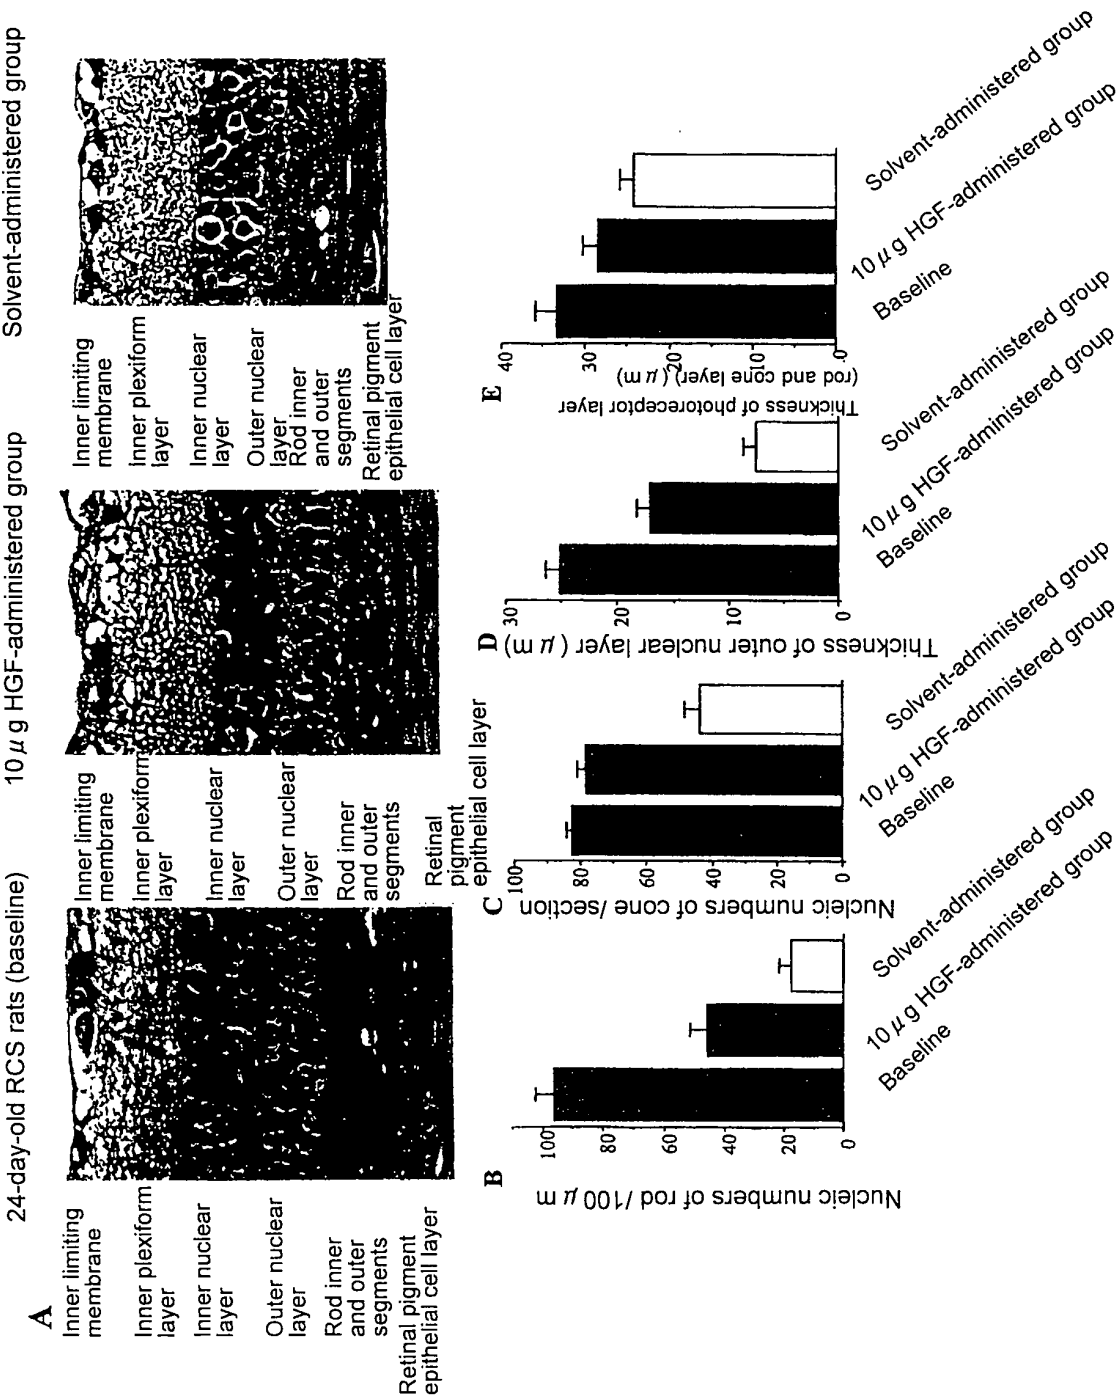 A
24-day-old RCS rats (baseline)
10 μ g HGF-administered group
Solvent-administered group
Inner limiting
membrane
Inner plexiform
layer
Inner nuclear
layer
Outer nuclear
layer
Rod inner
and outer
segments
Retinal pigment
epithelial cell layer
Inner limiting
membrane
Inner plexiform
layer
Inner nuclear
layer
Outer nuclear
layer
Rod inner
and outer
segments
Retinal
pigment
epithelial cell layer
Inner limiting
membrane
Inner plexiform
layer
Inner nuclear
layer
Outer nuclear
layer
Rod inner
and outer
segments
Retinal pigment
epithelial cell layer
B
Nucleic numbers of rod /100 μ m
100
80
60
40
20
0
Baseline
10 μ g HGF-administered group
Solvent-administered group
C
Nucleic numbers of cone /section
100
80
60
40
20
0
Baseline
10 μ g HGF-administered group
Solvent-administered group
D
Thickness of outer nuclear layer ( μ m)
30
20
10
0
Baseline
10 μ g HGF-administered group
Solvent-administered group
E
Thickness of photoreceptor layer
(rod and cone layer) ( μ m)
40
30
20
10
0
Baseline
10 μ g HGF-administered group
Solvent-administered group